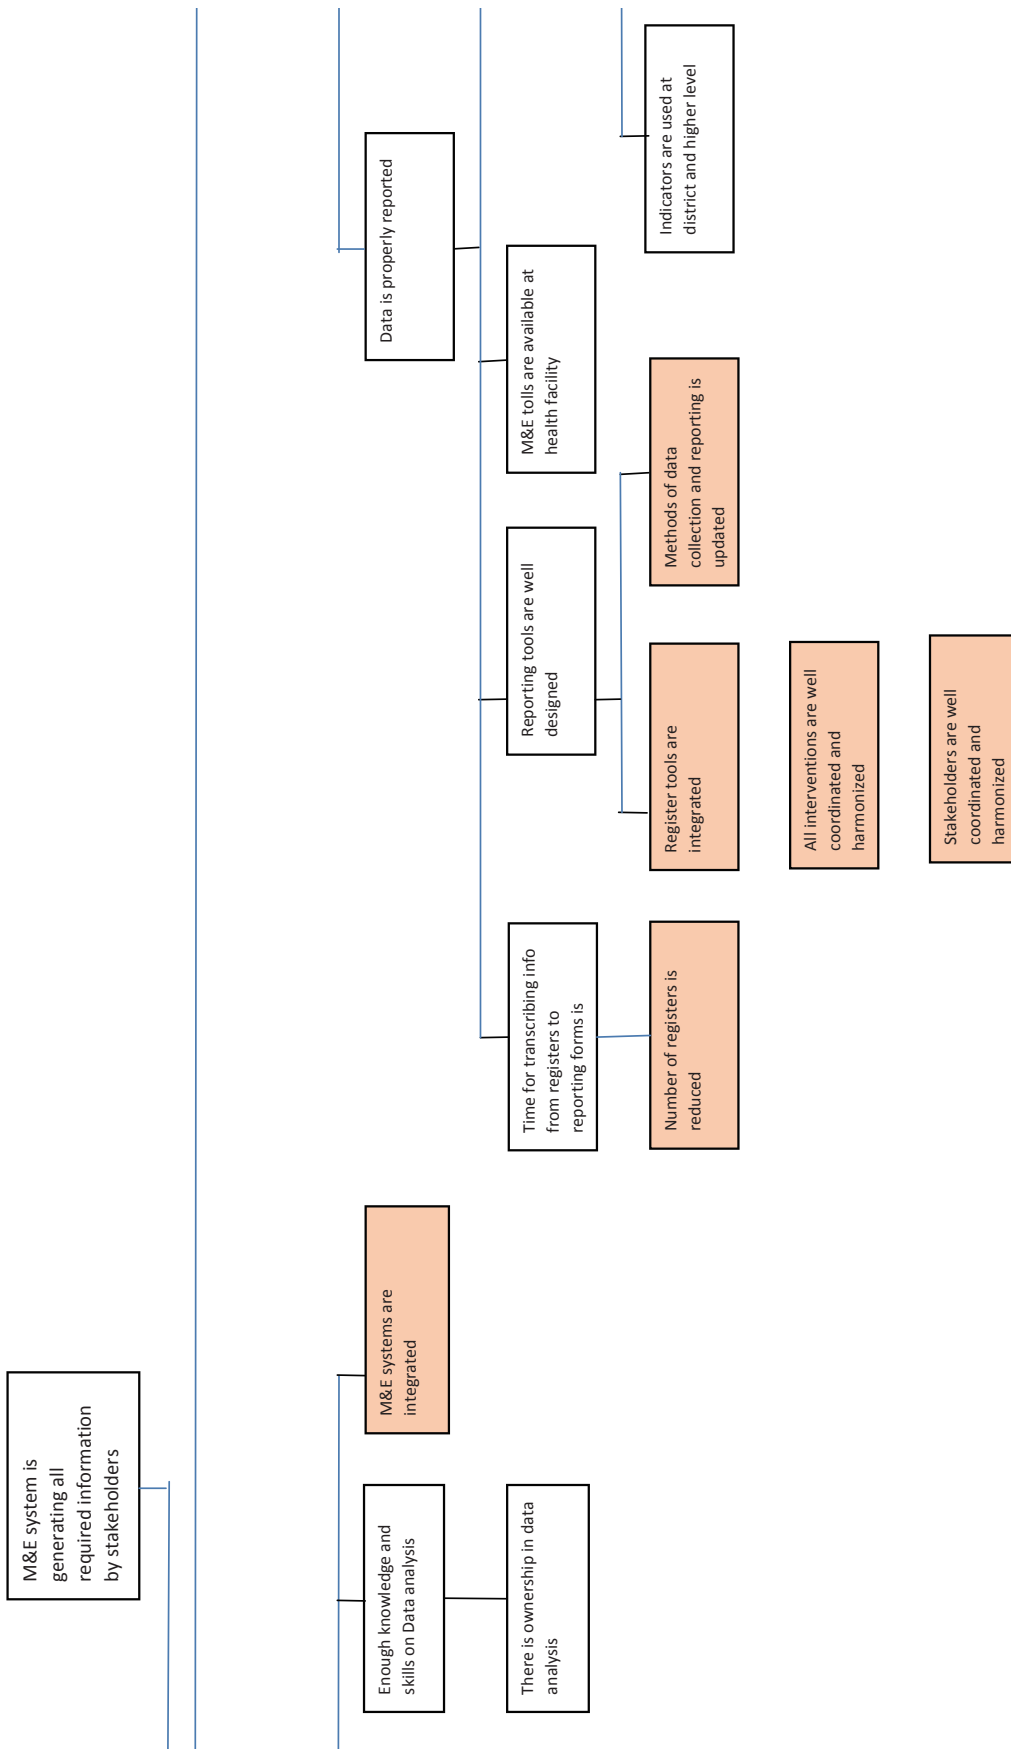 M&E system is
generating all
required information
by stakeholders
Enough knowledge and
skills on Data analysis
M&E systems are
integrated
Data is properly reported
There is ownership in data
analysis
Time for transcribing info
from registers to
reporting forms is
Reporting tools are well
designed
M&E tolls are available at
health facility
Number of registers is
reduced
Register tools are
integrated
Methods of data
collection and reporting is
updated
Indicators are used at
district and higher level
All interventions are well
coordinated and
harmonized
Stakeholders are well
coordinated and
harmonized